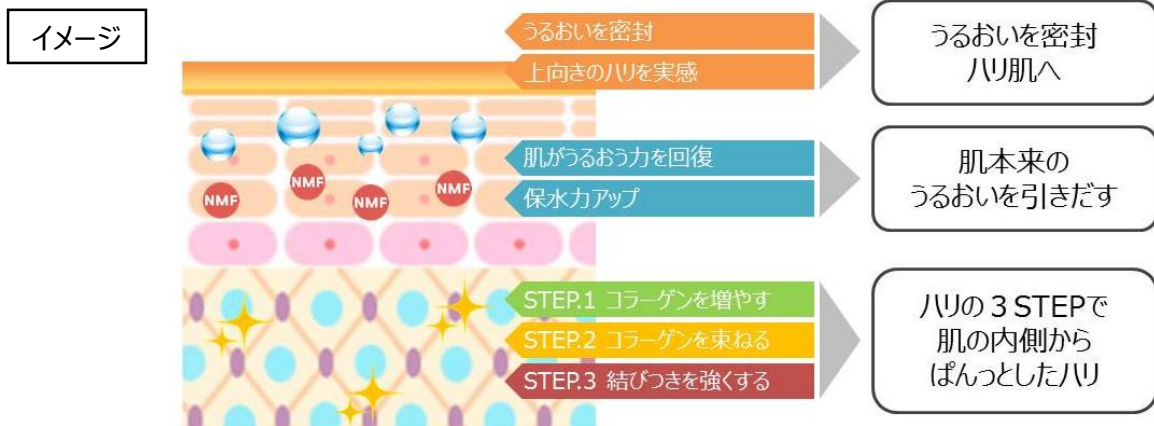 イメージ
うるおいを密封
上向きのハリを実感
うるおいを密封
ハリ肌へ
NMF
NMF
NMF
NMF
肌がうるおう力を回復
保水力アップ
肌本来の
うるおいを引きだす
STEP.1 コラーゲンを増やす
STEP.2 コラーゲンを束ねる
STEP.3 結びつきを強くする
ハリの 3 STEPで
肌の内側から
ぱんっとしたハリ